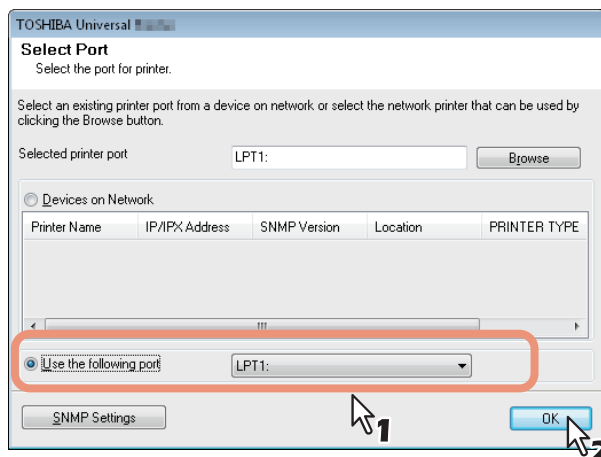 TOSHIBA Universal
Select Port
Select the port for printer.
Select an existing printer port from a device on network or select the network printer that can be used by
clicking the Browse button.
Selected printer port LPT1: Browse
Devices on Network
Printer Name IP/IPX Address SNMP Version Location PRINTER TYPE
Use the following port LPT1:
SNMP Settings 1 OK
2